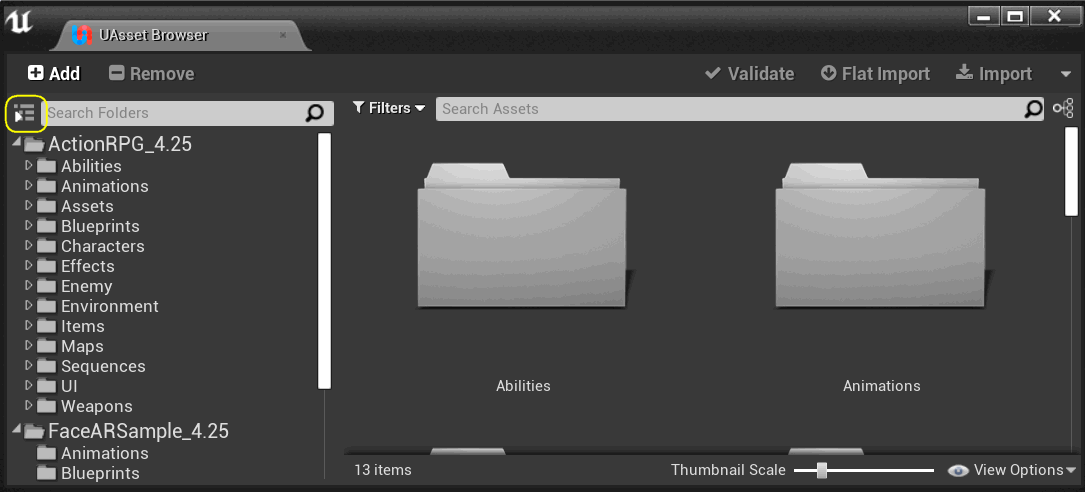 UAsset Browser
Add Remove Validate Flat Import Import
Search Folders
Filters Search Assets
ActionRPG_4.25
Abilities
Animations
Assets
Blueprints
Characters
Effects
Enemy
Environment
Items
Maps
Sequences
UI
Weapons
FaceARSample_4.25
Animations
Blueprints
Abilities Animations
13 items Thumbnail Scale View Options